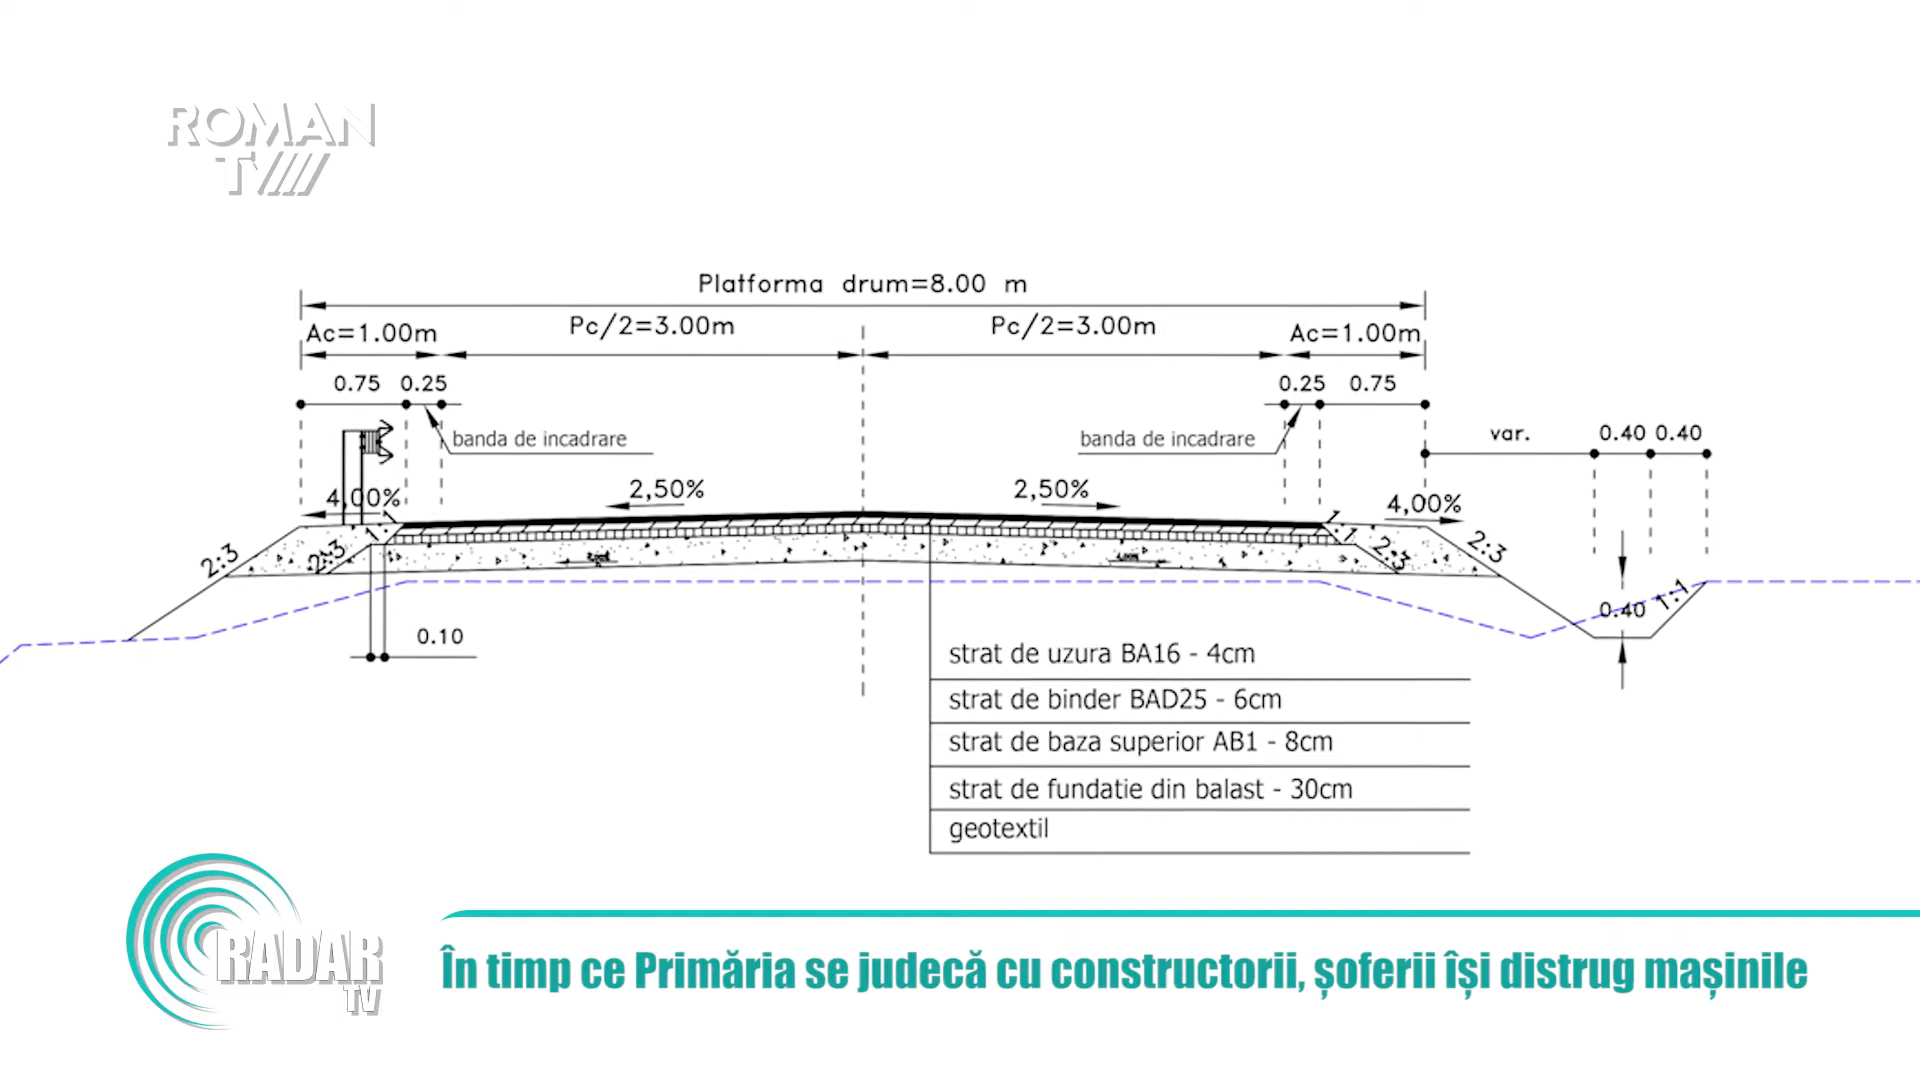 ROMAN
TV
Platforma drum=8.00 m
Ac=1.00m
Pc/2=3.00m
Pc/2=3.00m
Ac=1.00m
0.75 0.25
0.25 0.75
banda de incadrare
banda de incadrare
var.
0.40 0.40
4,00%
2,50%
2,50%
4,00%
2:3
2:3
1:1
1:1
2:3
2:3
0.40
1:1
0.10
strat de uzura BA16 - 4cm
strat de binder BAD25 - 6cm
strat de baza superior AB1 - 8cm
strat de fundatie din balast - 30cm
geotextil
RADAR
TV
În timp ce Primăria se judecă cu constructorii, șoferii își distrug mașinile